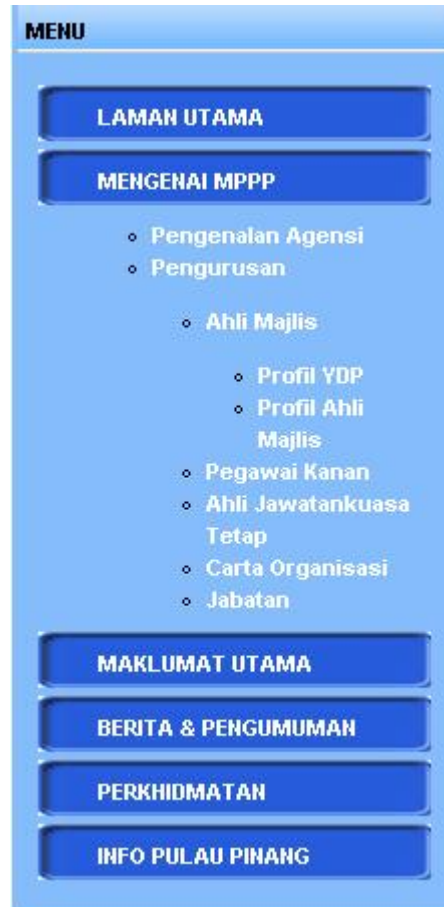 MENU
LAMAN UTAMA
MENGENAI MPPP
Pengenalan Agensi
Pengurusan
Ahli Majlis
Profil YDP
Profil Ahli
Majlis
Pegawai Kanan
Ahli Jawatankuasa
Tetap
Carta Organisasi
Jabatan
MAKLUMAT UTAMA
BERITA & PENGUMUMAN
PERKHIDMATAN
INFO PULAU PINANG